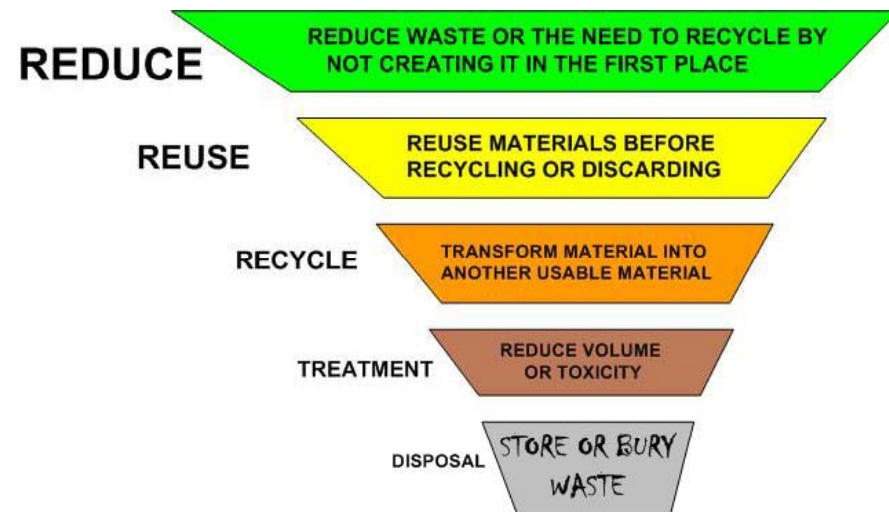 REDUCE
REDUCE WASTE OR THE NEED TO RECYCLE BY
NOT CREATING IT IN THE FIRST PLACE
REUSE
REUSE MATERIALS BEFORE
RECYCLING OR DISCARDING
RECYCLE
TRANSFORM MATERIAL INTO
ANOTHER USABLE MATERIAL
TREATMENT
REDUCE VOLUME
OR TOXICITY
DISPOSAL
STORE OR BURY
WASTE